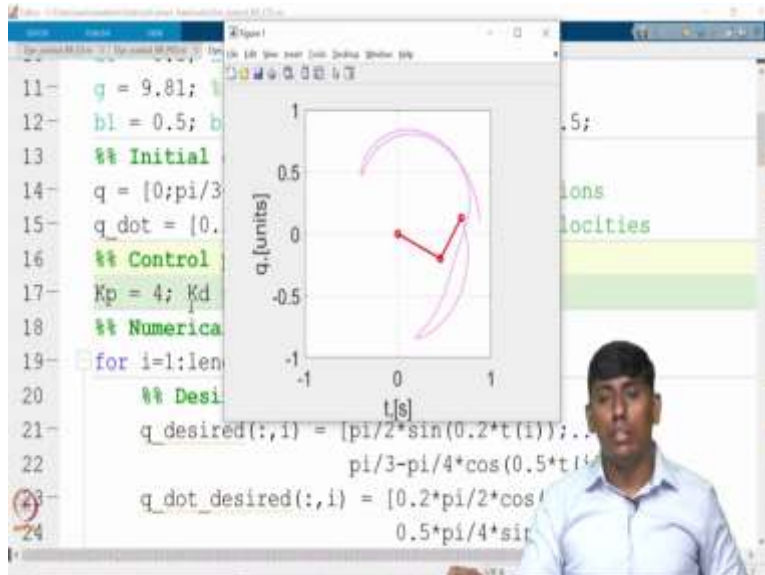 Figure 1
11 g = 9.81; %
12 bl = 0.5; b .5;
13 %% Initial
14 q = [0;pi/3 ions
15 q_dot = [0. locities
16 %% Control
17 Kp = 4; Kd
18 %% Numerica
19 for i=1:len
20 %% Desi
21 q_desired(:,i) = [pi/2*sin(0.2*t(i));..
22 pi/3-pi/4*cos(0.5*t(i
23 q_dot_desired(:,i) = [0.2*pi/2*cos(
24 0.5*pi/4*sin
q,[units]
1
0.5
0
-0.5
-1
-1 0 1
t,[s]